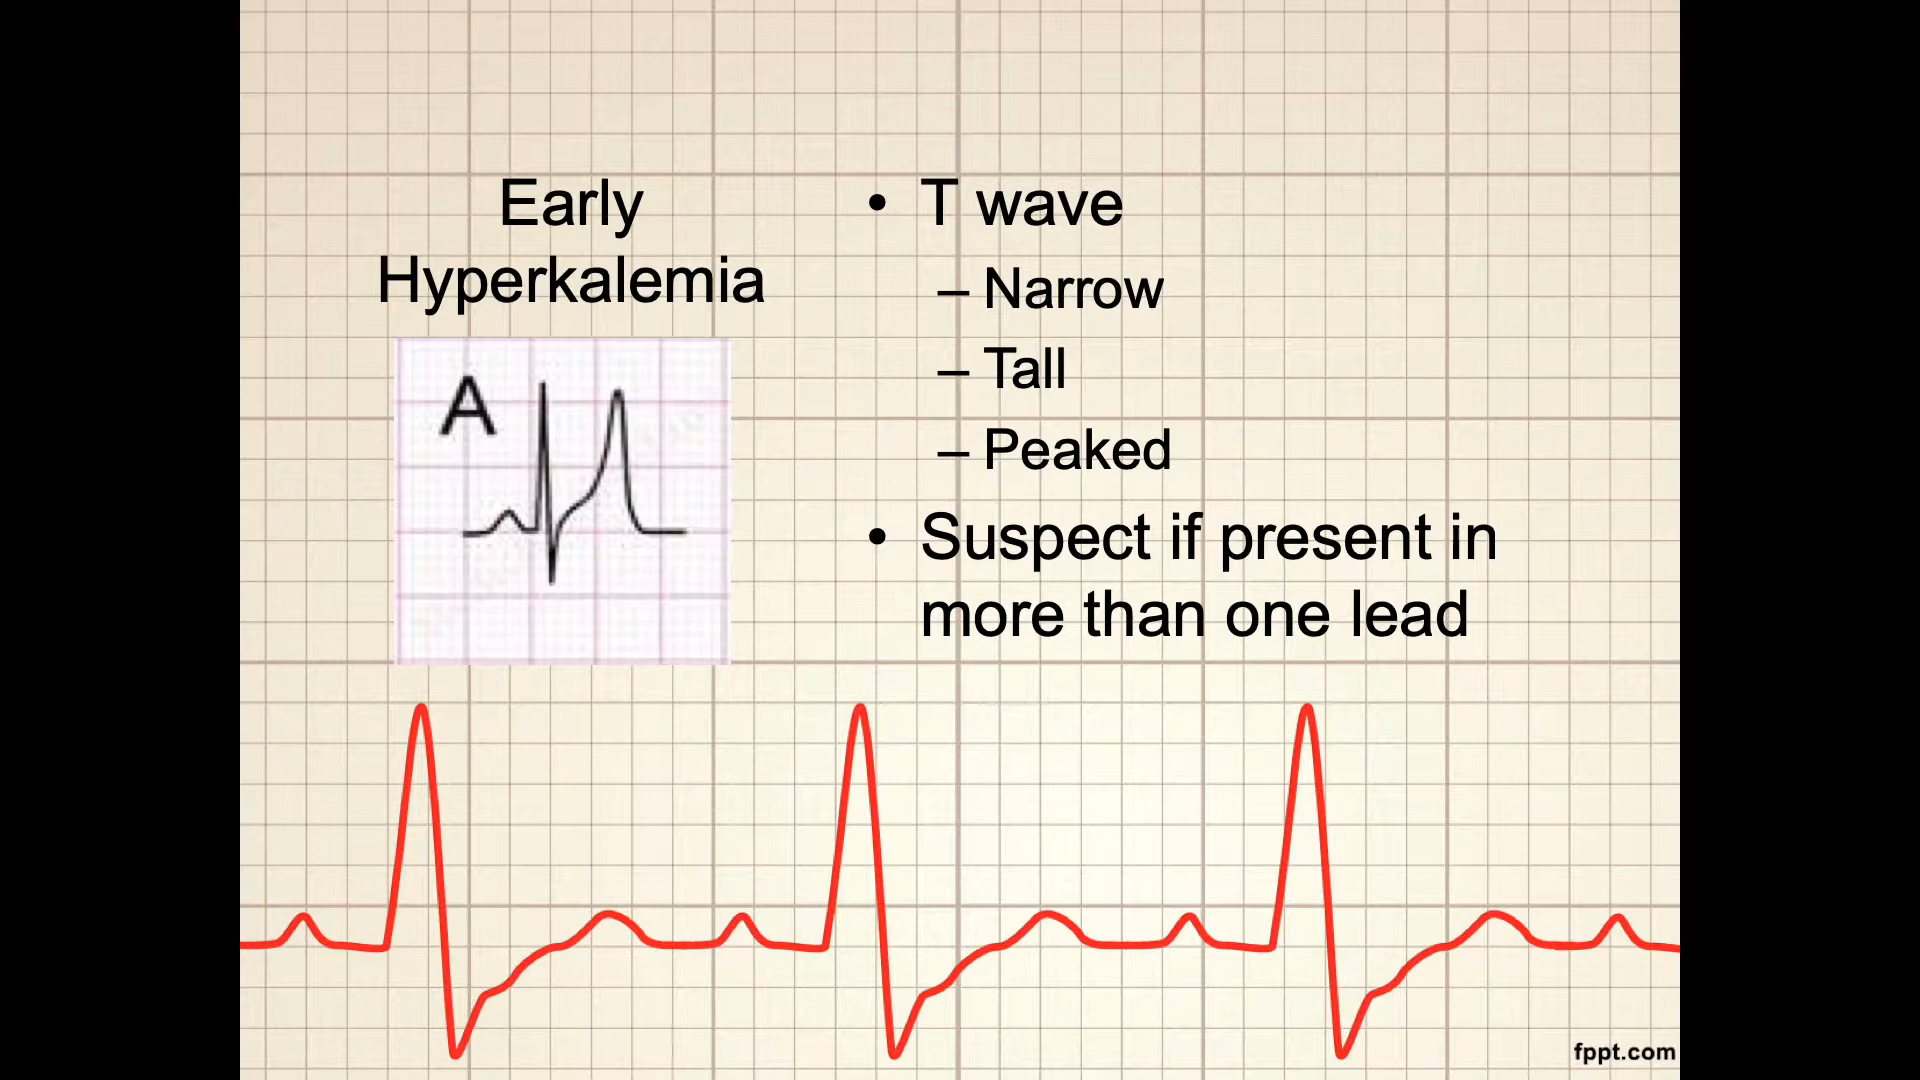 Early
Hyperkalemia
A
• T wave
– Narrow
– Tall
– Peaked
• Suspect if present in
more than one lead
fppt.com